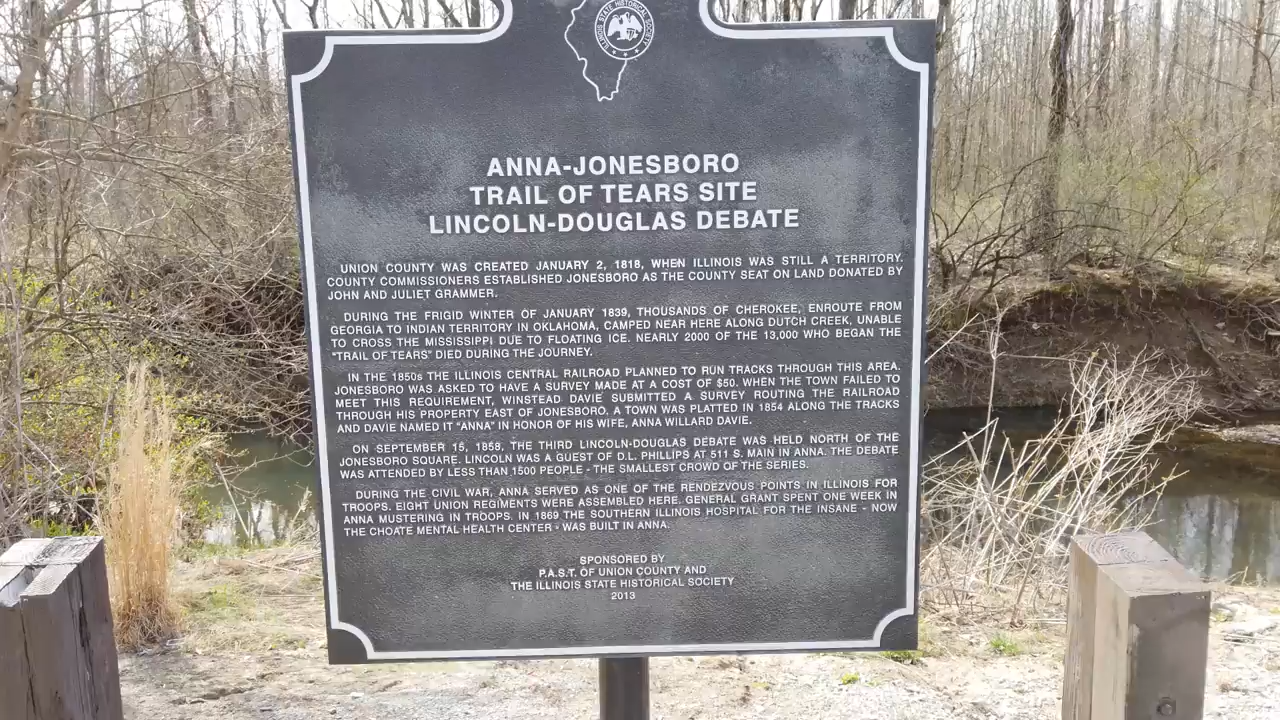 ILLINOIS STATE HISTORICAL SOCIETY
ANNA-JONESBORO
TRAIL OF TEARS SITE
LINCOLN-DOUGLAS DEBATE
UNION COUNTY WAS CREATED JANUARY 2, 1818, WHEN ILLINOIS WAS STILL A TERRITORY.
COUNTY COMMISSIONERS ESTABLISHED JONESBORO AS THE COUNTY SEAT ON LAND DONATED BY
JOHN AND JULIET GRAMMER.
DURING THE FRIGID WINTER OF JANUARY 1839, THOUSANDS OF CHEROKEE, ENROUTE FROM
GEORGIA TO INDIAN TERRITORY IN OKLAHOMA, CAMPED NEAR HERE ALONG DUTCH CREEK, UNABLE
TO CROSS THE MISSISSIPPI DUE TO FLOATING ICE. NEARLY 2000 OF THE 13,000 WHO BEGAN THE
"TRAIL OF TEARS" DIED DURING THE JOURNEY.
IN THE 1850s THE ILLINOIS CENTRAL RAILROAD PLANNED TO RUN TRACKS THROUGH THIS AREA.
JONESBORO WAS ASKED TO HAVE A SURVEY MADE AT A COST OF $50. WHEN THE TOWN FAILED TO
MEET THIS REQUIREMENT, WINSTEAD DAVIE SUBMITTED A SURVEY ROUTING THE RAILROAD
THROUGH HIS PROPERTY EAST OF JONESBORO. A TOWN WAS PLATTED IN 1854 ALONG THE TRACKS
AND DAVIE NAMED IT "ANNA" IN HONOR OF HIS WIFE, ANNA WILLARD DAVIE.
ON SEPTEMBER 15, 1858, THE THIRD LINCOLN-DOUGLAS DEBATE WAS HELD NORTH OF THE
JONESBORO SQUARE. LINCOLN WAS A GUEST OF D.L. PHILLIPS AT 511 S. MAIN IN ANNA. THE DEBATE
WAS ATTENDED BY LESS THAN 1500 PEOPLE - THE SMALLEST CROWD OF THE SERIES.
DURING THE CIVIL WAR, ANNA SERVED AS ONE OF THE RENDEZVOUS POINTS IN ILLINOIS FOR
TROOPS. EIGHT UNION REGIMENTS WERE ASSEMBLED HERE. GENERAL GRANT SPENT ONE WEEK IN
ANNA MUSTERING IN TROOPS. IN 1869 THE SOUTHERN ILLINOIS HOSPITAL FOR THE INSANE - NOW
THE CHOATE MENTAL HEALTH CENTER - WAS BUILT IN ANNA.
SPONSORED BY
P.A.S.T. OF UNION COUNTY AND
THE ILLINOIS STATE HISTORICAL SOCIETY
2013